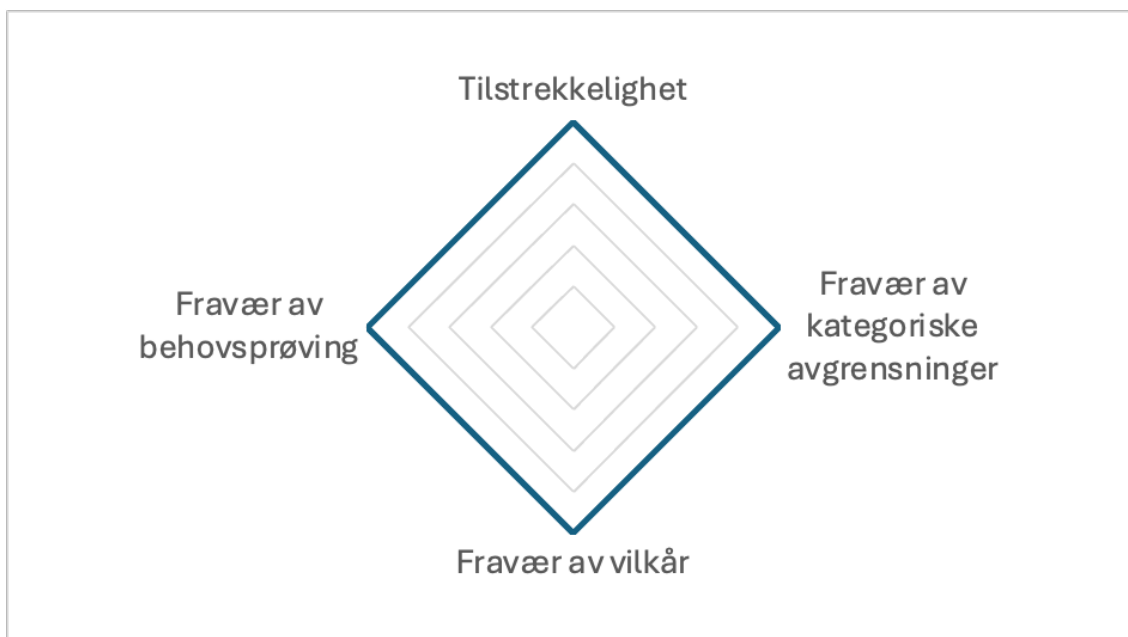 Tilstrekkelighet
Fravær av
behovsprøving
Fravær av
kategoriske
avgrensninger
Fravær av vilkår